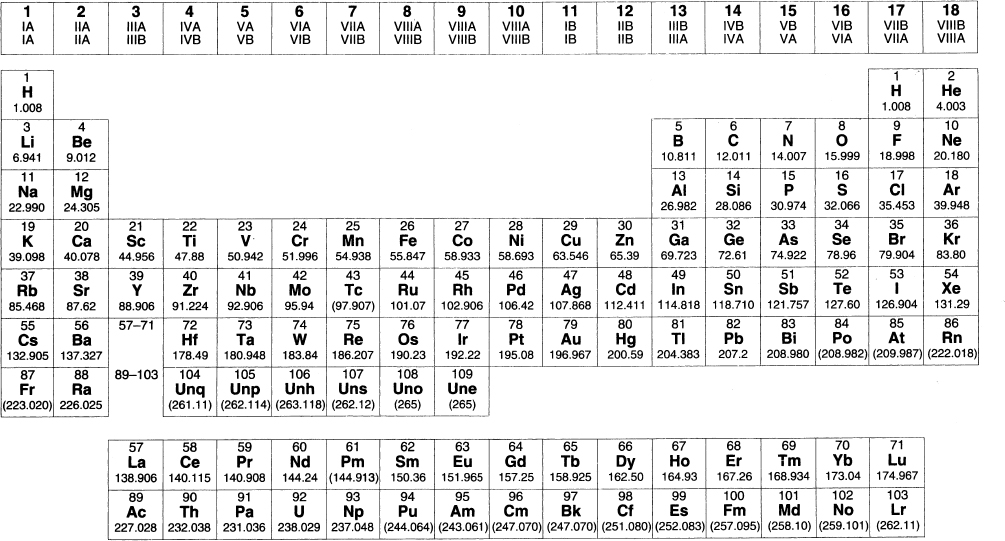 1 2 3 4 5 6 7 8 9 10 11 12 13 14 15 16 17 18
IA IIA IIIA IVA VA VIA VIIA VIIIA VIIIA VIIIA IB IIB IIIB IVB VB VIB VIIB VIIIB
IA IIA IIIB IVB VB VIB VIIB VIIIB VIIIB VIIIB IB IIB IIIA IVA VA VIA VIIA VIIIA
1 1 2
H H He
1.008 1.008 4.003
3 4 5 6 7 8 9 10
Li Be B C N O F Ne
6.941 9.012 10.811 12.011 14.007 15.999 18.998 20.180
11 12 13 14 15 16 17 18
Na Mg Al Si P S Cl Ar
22.990 24.305 26.982 28.086 30.974 32.066 35.453 39.948
19 20 21 22 23 24 25 26 27 28 29 30 31 32 33 34 35 36
K Ca Sc Ti V Cr Mn Fe Co Ni Cu Zn Ga Ge As Se Br Kr
39.098 40.078 44.956 47.88 50.942 51.996 54.938 55.847 58.933 58.693 63.546 65.39 69.723 72.61 74.922 78.96 79.904 83.80
37 38 39 40 41 42 43 44 45 46 47 48 49 50 51 52 53 54
Rb Sr Y Zr Nb Mo Tc Ru Rh Pd Ag Cd In Sn Sb Te I Xe
85.468 87.62 88.906 91.224 92.906 95.94 (97.907) 101.07 102.906 106.42 107.868 112.411 114.818 118.710 121.757 127.60 126.904 131.29
55 56 57–71 72 73 74 75 76 77 78 79 80 81 82 83 84 85 86
Cs Ba Hf Ta W Re Os Ir Pt Au Hg Tl Pb Bi Po At Rn
132.905 137.327 178.49 180.948 183.84 186.207 190.23 192.22 195.08 196.967 200.59 204.383 207.2 208.980 (208.982) (209.987) (222.018)
87 88 89–103 104 105 106 107 108 109
Fr Ra Unq Unp Unh Uns Uno Une
(223.020) 226.025 (261.11) (262.114) (263.118) (262.12) (265) (265)
57 58 59 60 61 62 63 64 65 66 67 68 69 70 71
La Ce Pr Nd Pm Sm Eu Gd Tb Dy Ho Er Tm Yb Lu
138.906 140.115 140.908 144.24 (144.913) 150.36 151.965 157.25 158.925 162.50 164.93 167.26 168.934 173.04 174.967
89 90 91 92 93 94 95 96 97 98 99 100 101 102 103
Ac Th Pa U Np Pu Am Cm Bk Cf Es Fm Md No Lr
227.028 232.038 231.036 238.029 237.048 (244.064) (243.061) (247.070) (247.070) (251.080) (252.083) (257.095) (258.10) (259.101) (262.11)